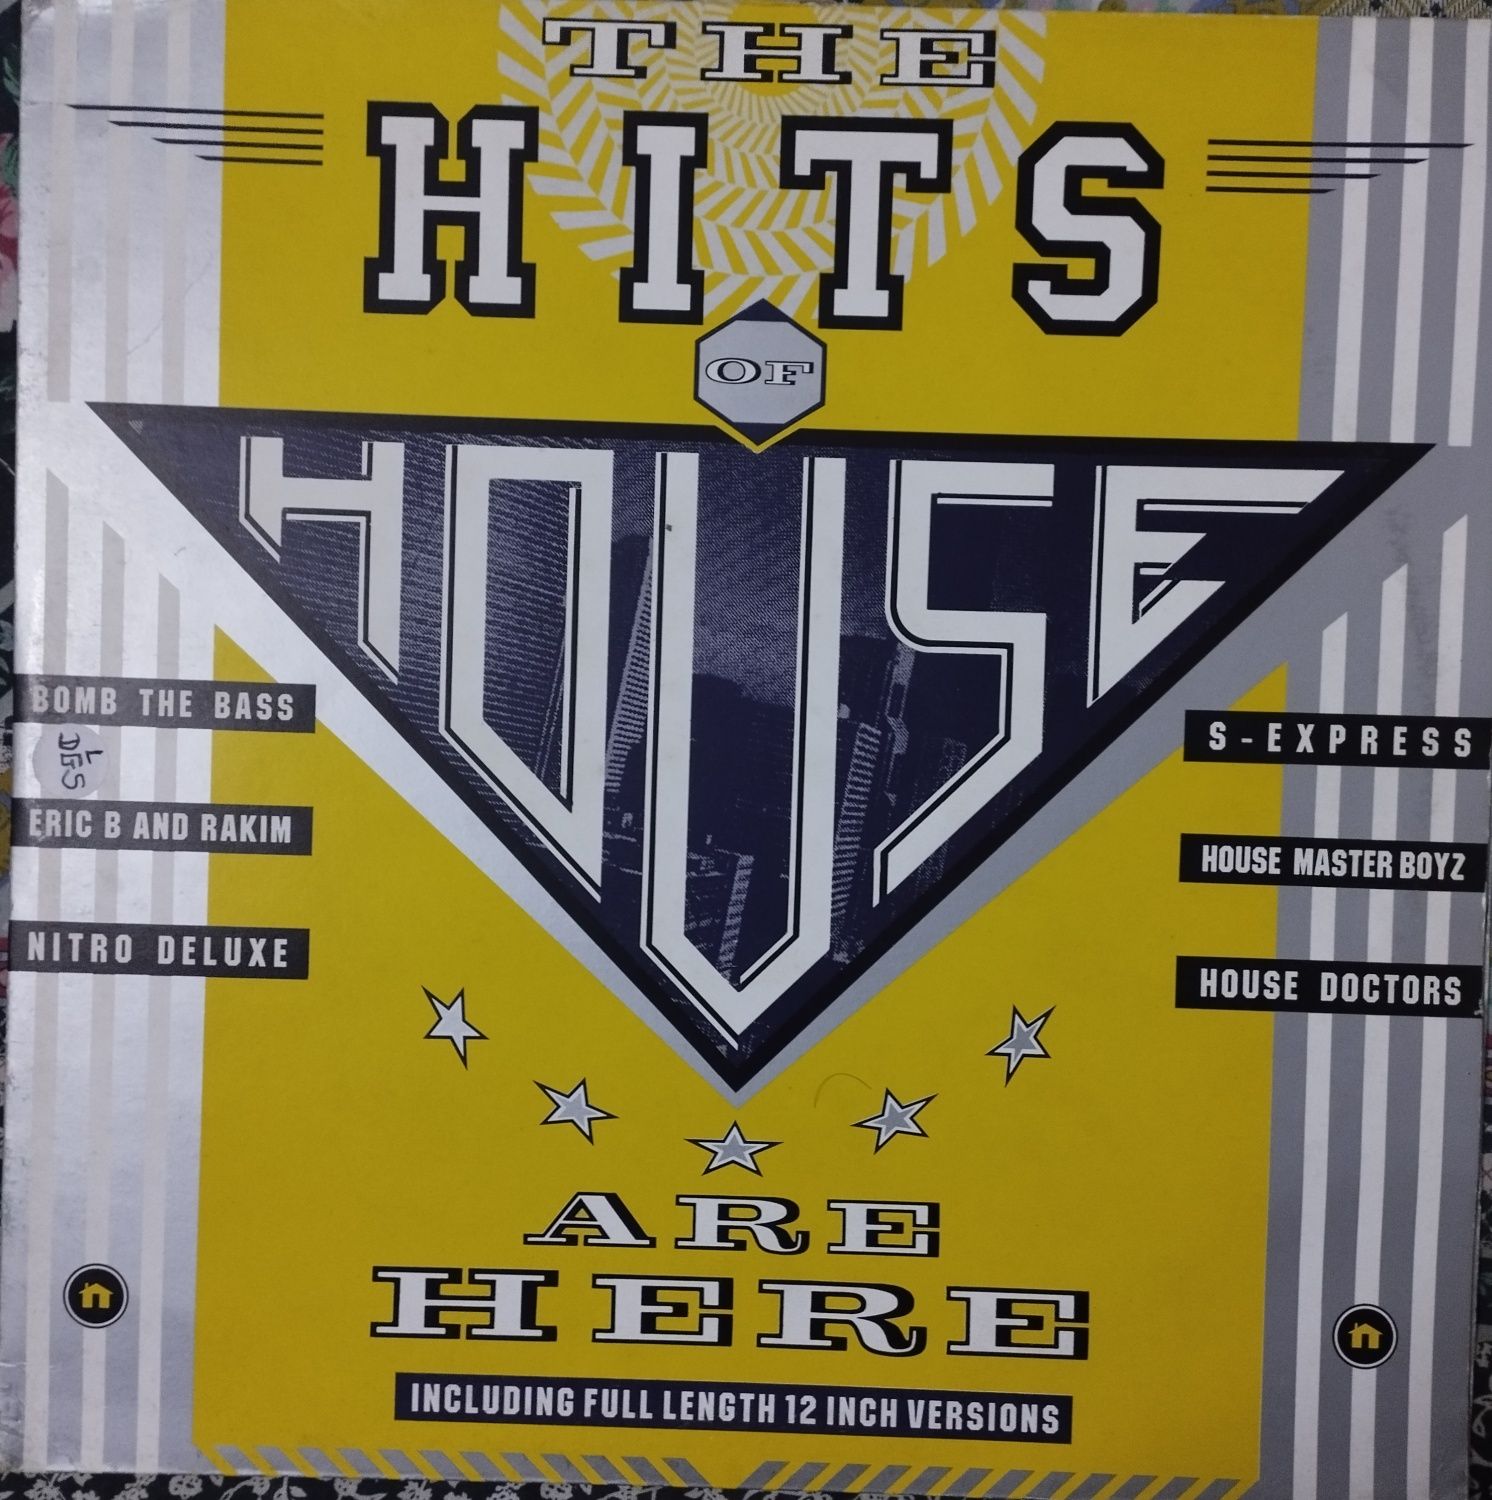 THE
HITS
OF
HOUSE
BOMB THE BASS
L
DGS
ERIC B AND RAKIM
NITRO DELUXE
S-EXPRESS
HOUSE MASTER BOYZ
HOUSE DOCTORS
ARE
HERE
INCLUDING FULL LENGTH 12 INCH VERSIONS